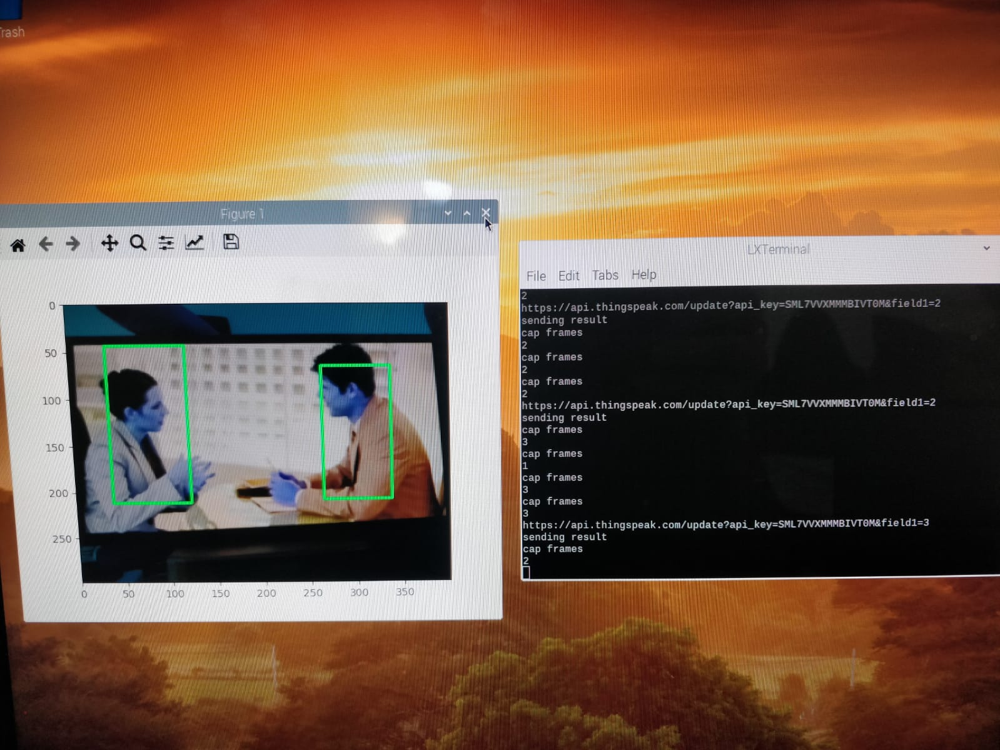 Trash
Figure 1
0
50
100
150
200
250
0 50 100 150 200 250 300 350
LXTerminal
File Edit Tabs Help
2
https://api.thingspeak.com/update?api_key=SML7VVXMMMBIVT0M&field1=2
sending result
cap frames
2
cap frames
2
cap frames
2
https://api.thingspeak.com/update?api_key=SML7VVXMMMBIVT0M&field1=2
sending result
cap frames
3
cap frames
1
cap frames
3
cap frames
3
https://api.thingspeak.com/update?api_key=SML7VVXMMMBIVT0M&field1=3
sending result
cap frames
2